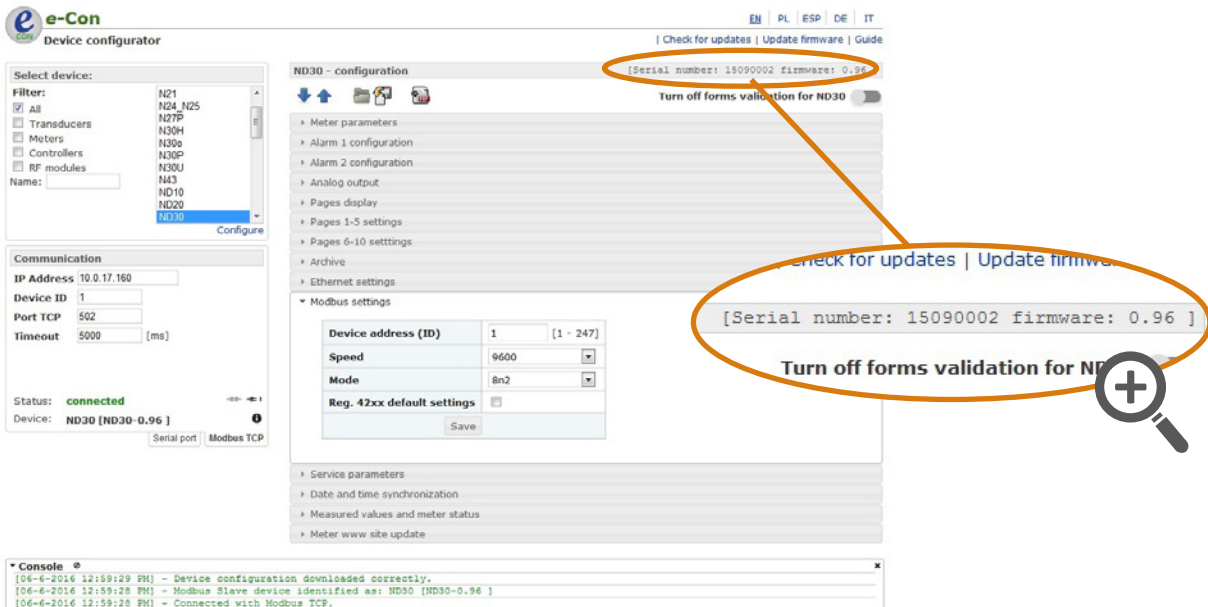 e-Con
Device configurator
EN | PL | ESP | DE | IT
| Check for updates | Update firmware | Guide
Select device:
Filter:
All
Transducers
Meters
Controllers
RF modules
Name:
N21
N24_N25
N27P
N30H
N30o
N30P
N30U
N43
ND10
ND20
ND30
Configure
Communication
IP Address 10.0.17.160
Device ID 1
Port TCP 502
Timeout 5000 [ms]
Status: connected
Device: ND30 [ND30-0.96 ]
Serial port Modbus TCP
ND30 - configuration
[Serial number: 15090002 firmware: 0.96
Turn off forms validation for ND30
Meter parameters
Alarm 1 configuration
Alarm 2 configuration
Analog output
Pages display
Pages 1-5 settings
Pages 6-10 setttings
Archive
Ethernet settings
Modbus settings
Device address (ID) 1 [1 - 247]
Speed 9600
Mode 8n2
Reg. 42xx default settings
Save
Service parameters
Date and time synchronization
Measured values and meter status
Meter www site update
Check for updates | Update firmwa
[Serial number: 15090002 firmware: 0.96 ]
Turn off forms validation for ND
Console
[06-6-2016 12:59:29 PM] - Device configuration downloaded correctly.
[06-6-2016 12:59:28 PM] - Modbus Slave device identified as: ND30 [ND30-0.96 ]
[06-6-2016 12:59:28 PM] - Connected with Modbus TCP.